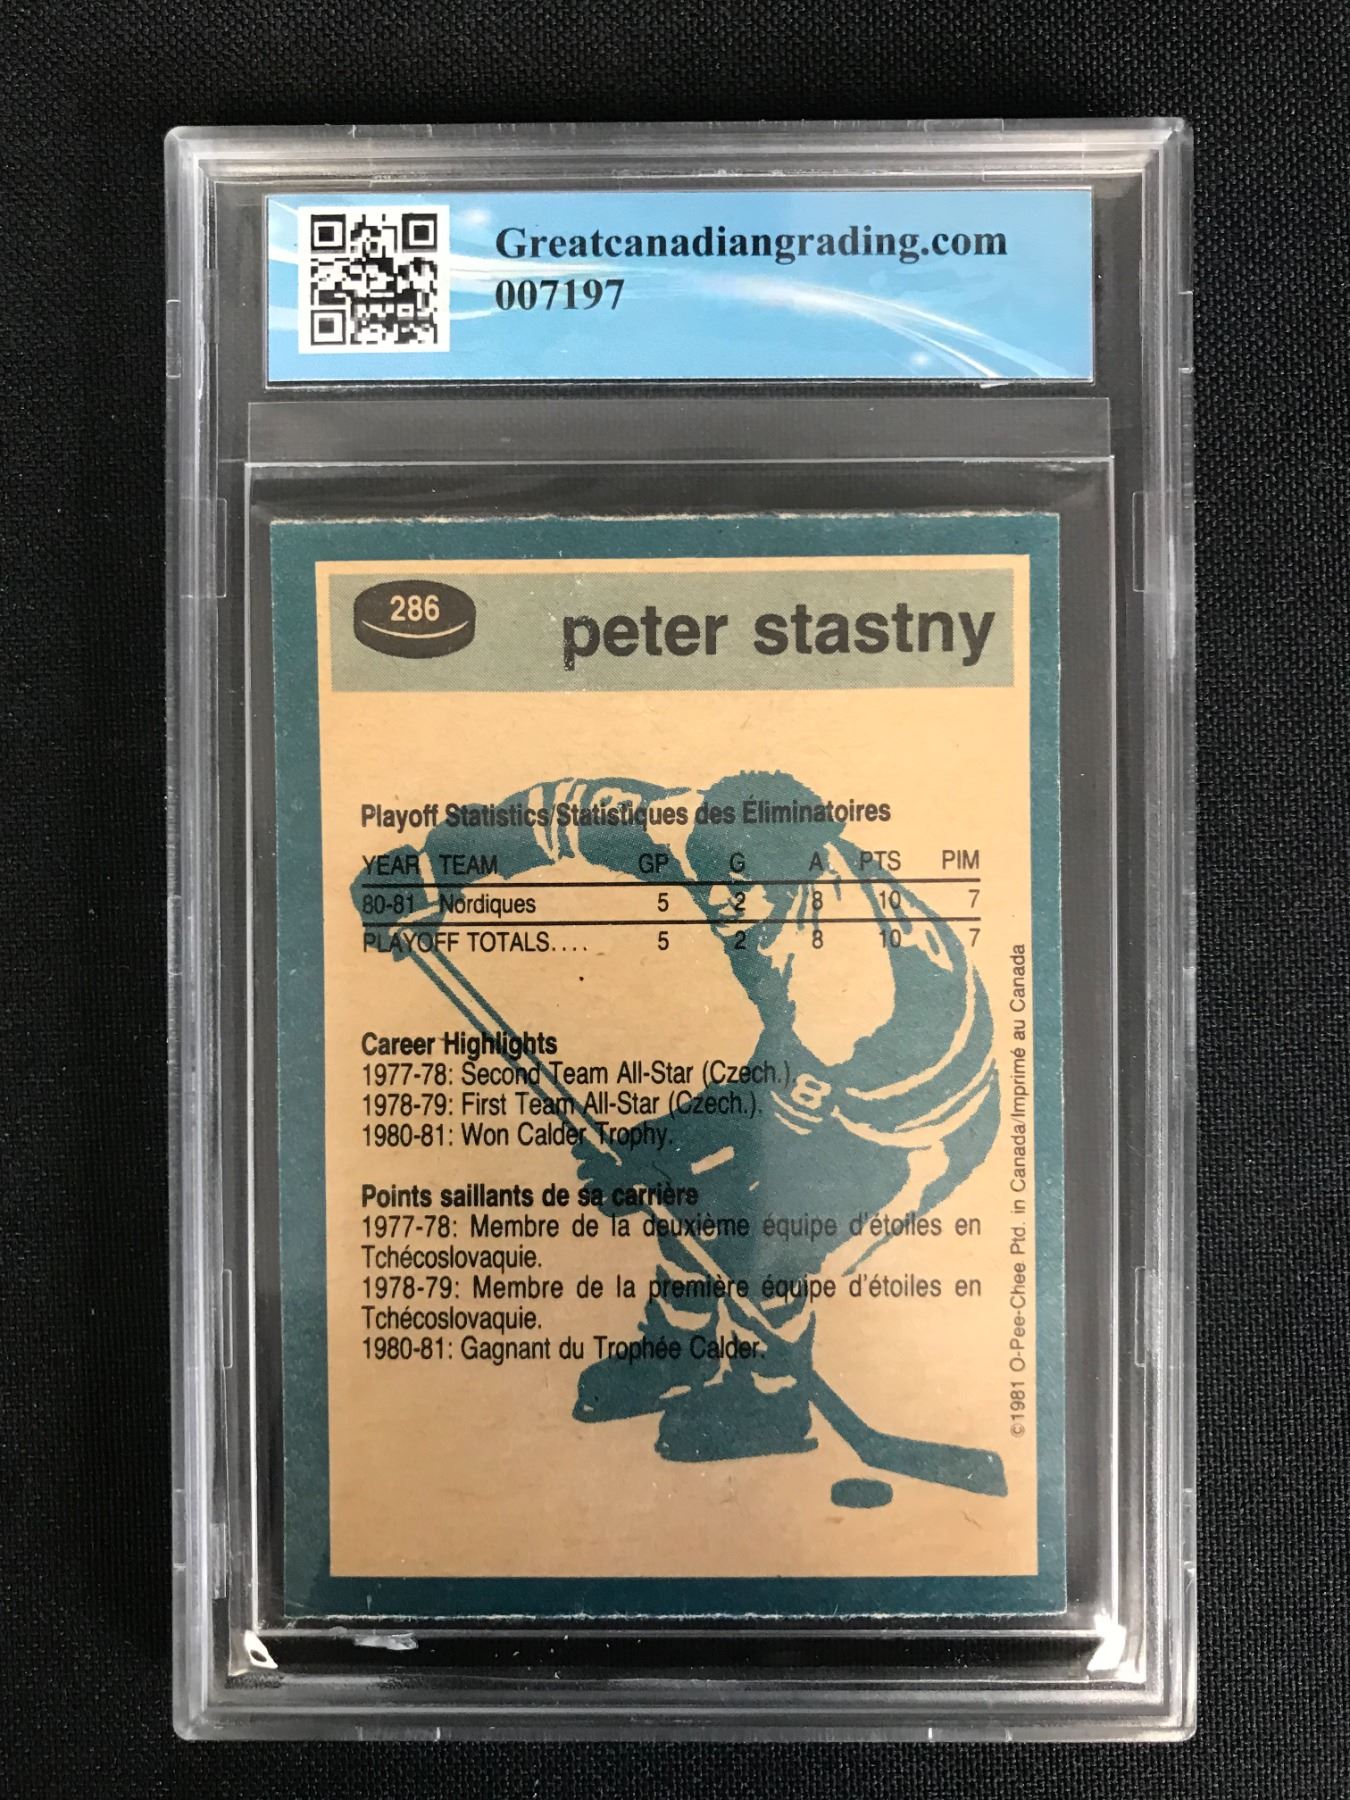 Greatcanadiangrading.com
007197
286
peter stastny
Playoff Statistics/Statistiques des Éliminatoires
YEAR TEAM GP G A PTS PIM
80-81 Nordiques 5 2 8 10 7
PLAYOFF TOTALS.... 5 2 8 10 7
Career Highlights
1977-78: Second Team All-Star (Czech.).
1978-79: First Team All-Star (Czech.).
1980-81: Won Calder Trophy.
Points saillants de sa carrière
1977-78: Membre de la deuxième équipe d'étoiles en
Tchécoslovaquie.
1978-79: Membre de la première équipe d'étoiles en
Tchécoslovaquie.
1980-81: Gagnant du Trophée Calder.
8
©1981 O-Pee-Chee Ptd. in Canada/Imprimé au Canada